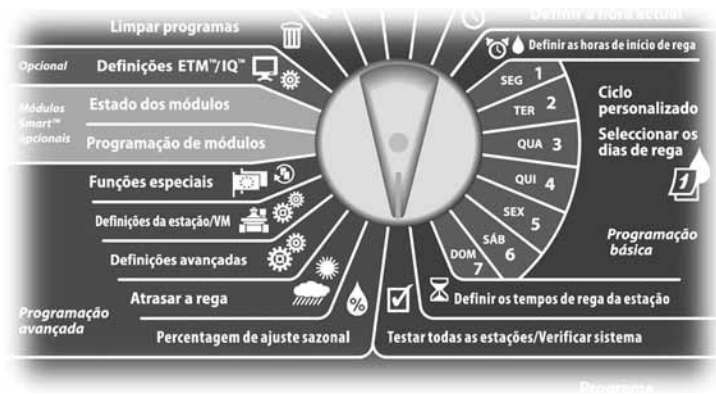 Limpar programas
Opcional
Definições ETM™/IQ™
Módulos
Smart™
opcionais
Estado dos módulos
Programação de módulos
Funções especiais
Definições da estação/VM
Definições avançadas
Atrasar a rega
Programação
avançada
Percentagem de ajuste sazonal
Definir a hora actual
Definir as horas de início de rega
SEG 1
TER 2
QUA 3
QUI 4
SEX 5
SÁB 6
DOM 7
Ciclo
personalizado
Seleccionar os
dias de rega
1
Programação
básica
Definir os tempos de rega da estação
Testar todas as estações/Verificar sistema
Programa